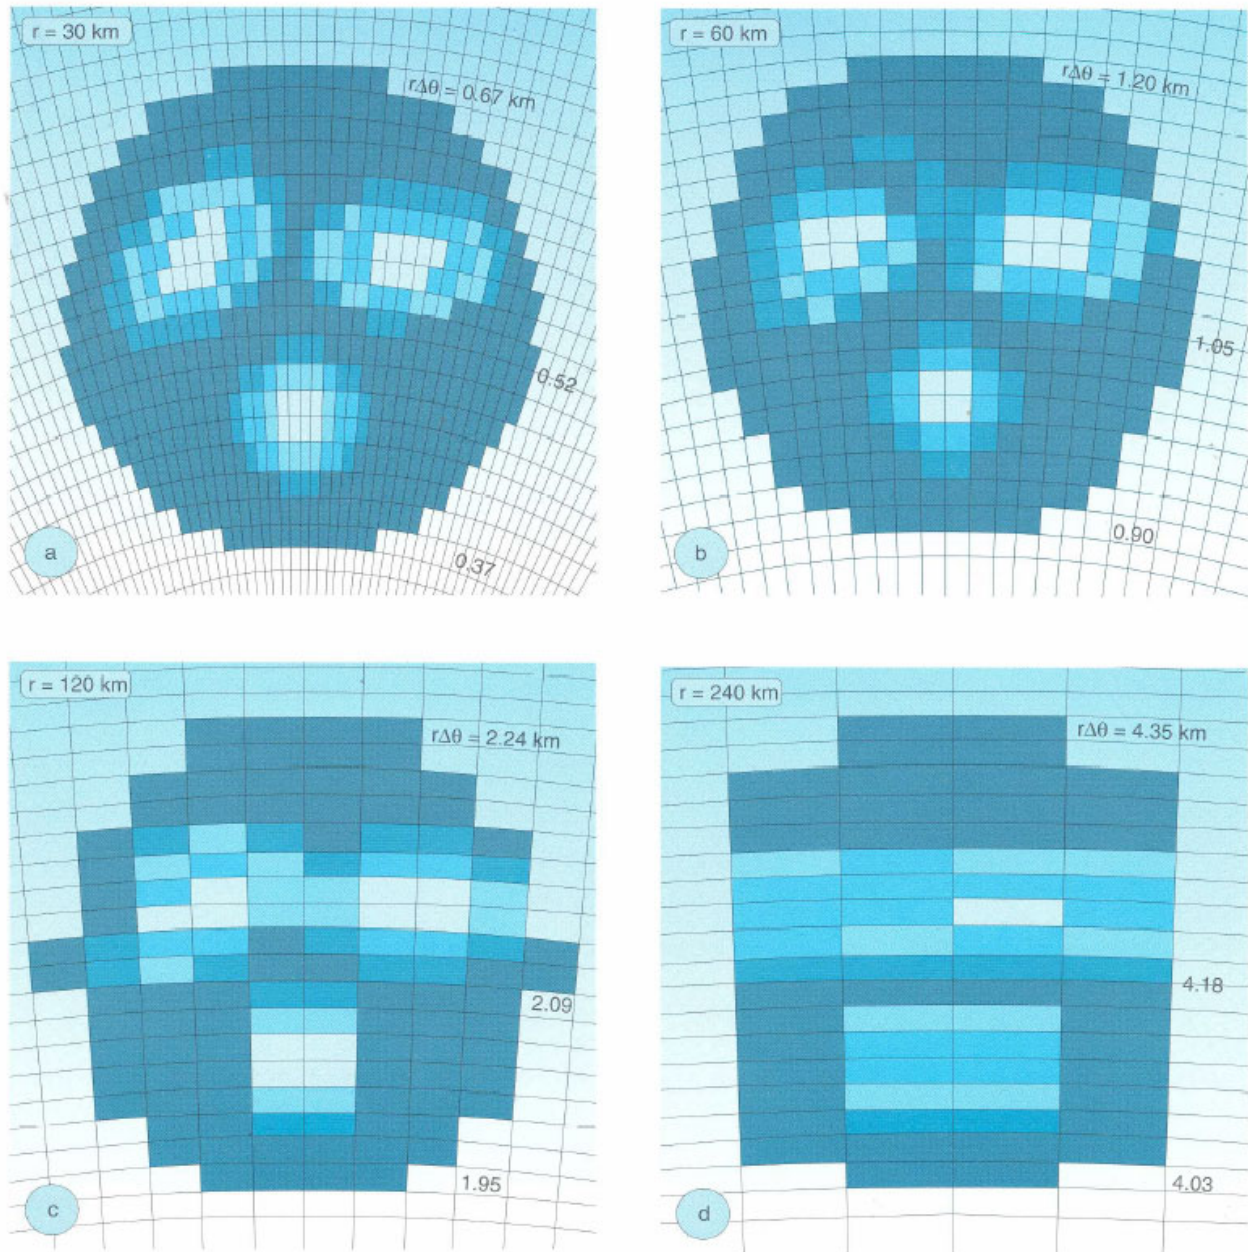 r = 30 km
rΔθ = 0.67 km
0.52
0.37
a
r = 60 km
rΔθ = 1.20 km
1.05
0.90
b
r = 120 km
rΔθ = 2.24 km
2.09
1.95
c
r = 240 km
rΔθ = 4.35 km
4.18
4.03
d